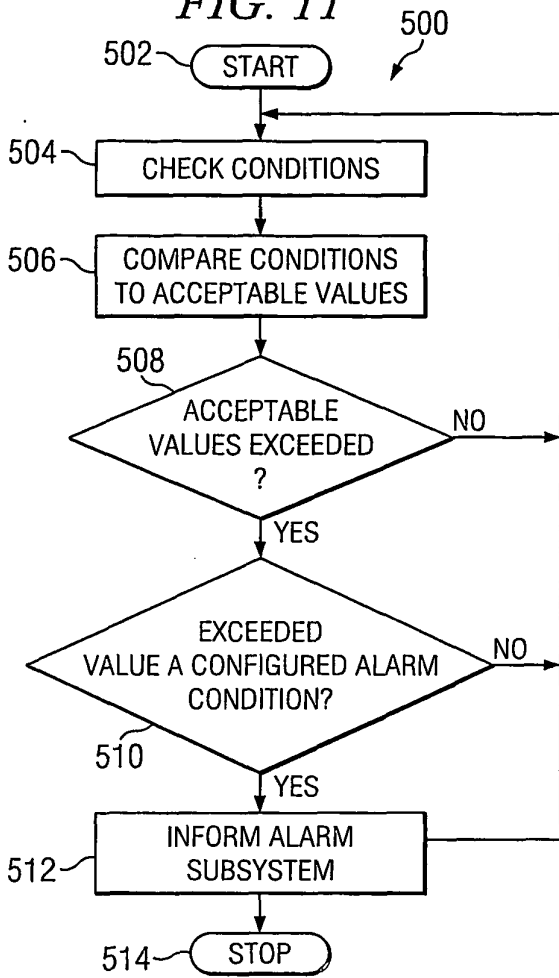 FIG. 11
500
502
START
504
CHECK CONDITIONS
506
COMPARE CONDITIONS
TO ACCEPTABLE VALUES
508
ACCEPTABLE
VALUES EXCEEDED
?
NO
YES
EXCEEDED
VALUE A CONFIGURED ALARM
CONDITION?
NO
510
YES
512
INFORM ALARM
SUBSYSTEM
514
STOP